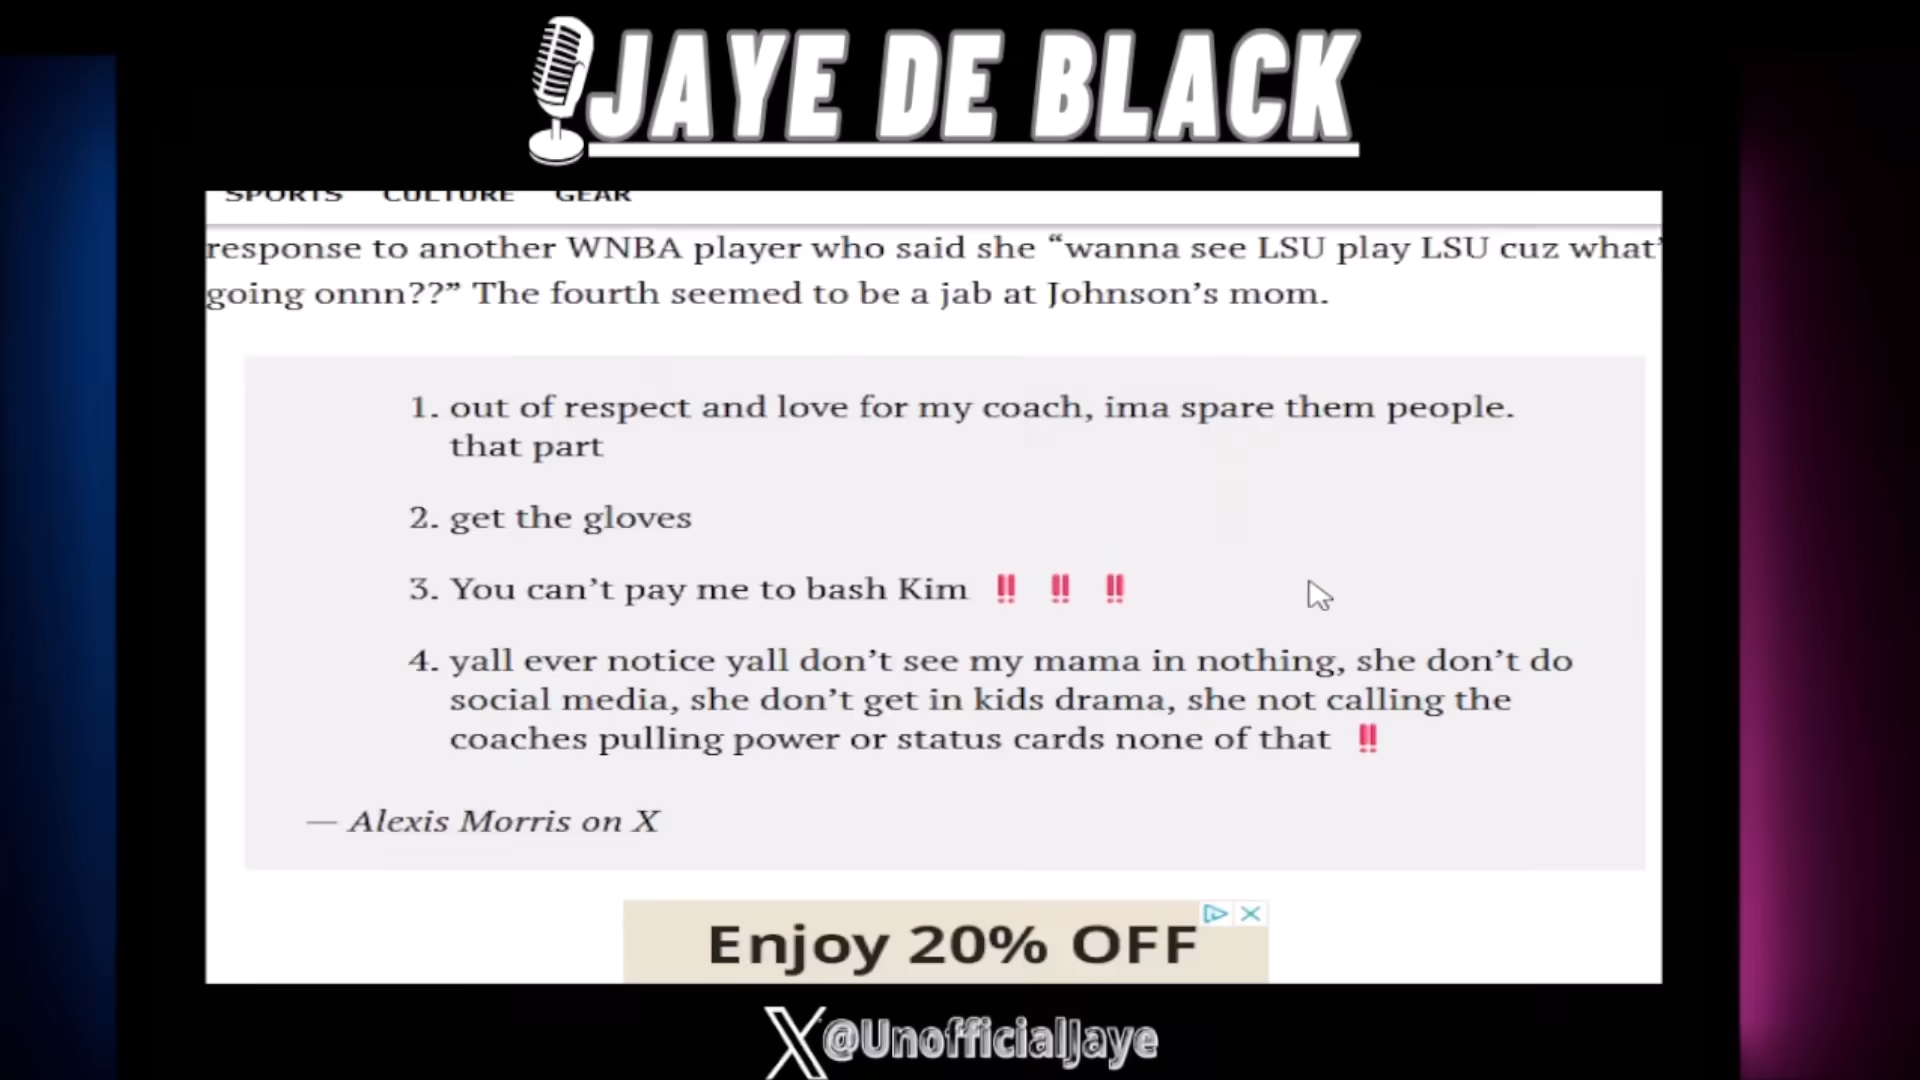 JAYE DE BLACK
SPORTS CULTURE GEAR
response to another WNBA player who said she “wanna see LSU play LSU cuz what’
going onnn??” The fourth seemed to be a jab at Johnson’s mom.
1. out of respect and love for my coach, ima spare them people.
that part
2. get the gloves
3. You can’t pay me to bash Kim ‼ ‼ ‼
4. yall ever notice yall don’t see my mama in nothing, she don’t do
social media, she don’t get in kids drama, she not calling the
coaches pulling power or status cards none of that ‼
— Alexis Morris on X
Enjoy 20% OFF
X@UnofficialJaye